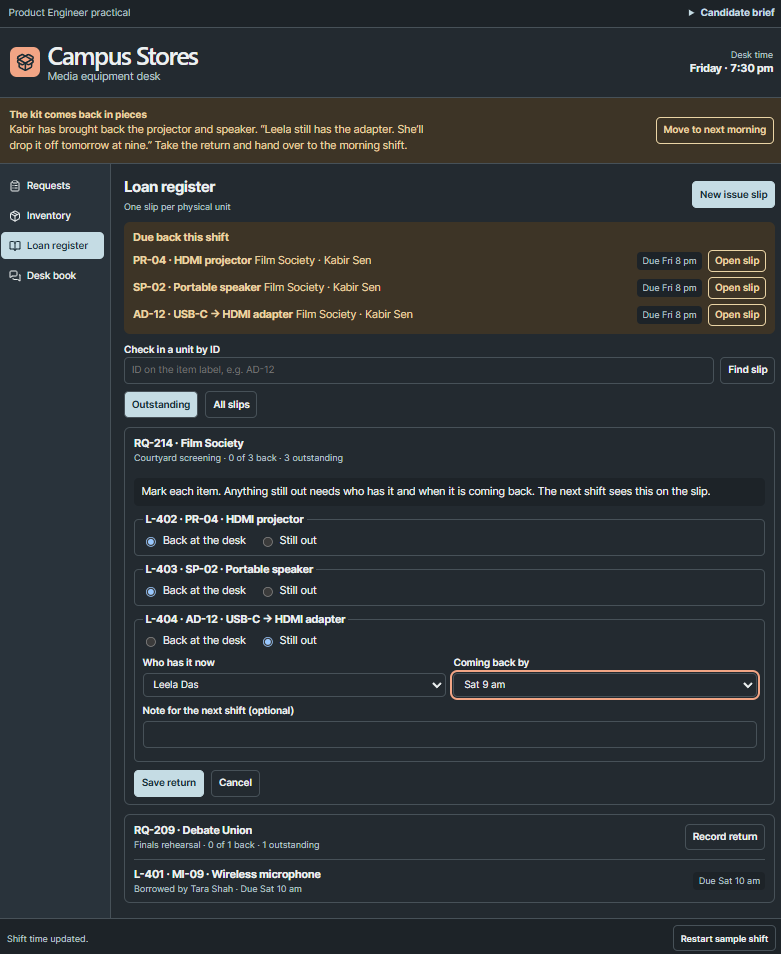 Product Engineer practical
▶ Candidate brief
Campus Stores
Media equipment desk
Desk time
Friday · 7:30 pm
The kit comes back in pieces
Kabir has brought back the projector and speaker. "Leela still has the adapter. She'll
drop it off tomorrow at nine." Take the return and hand over to the morning shift.
Move to next morning
Requests
Inventory
Loan register
Desk book
Loan register
One slip per physical unit
New issue slip
Due back this shift
PR-04 · HDMI projector Film Society · Kabir Sen
Due Fri 8 pm
Open slip
SP-02 · Portable speaker Film Society · Kabir Sen
Due Fri 8 pm
Open slip
AD-12 · USB-C → HDMI adapter Film Society · Kabir Sen
Due Fri 8 pm
Open slip
Check in a unit by ID
ID on the item label, e.g. AD-12
Find slip
Outstanding
All slips
RQ-214 · Film Society
Courtyard screening · 0 of 3 back · 3 outstanding
Mark each item. Anything still out needs who has it and when it is coming back. The next shift sees this on the slip.
L-402 · PR-04 · HDMI projector
Back at the desk
Still out
L-403 · SP-02 · Portable speaker
Back at the desk
Still out
L-404 · AD-12 · USB-C → HDMI adapter
Back at the desk
Still out
Who has it now
Coming back by
Leela Das
Sat 9 am
Note for the next shift (optional)
Save return
Cancel
RQ-209 · Debate Union
Finals rehearsal · 0 of 1 back · 1 outstanding
Record return
L-401 · MI-09 · Wireless microphone
Borrowed by Tara Shah · Due Sat 10 am
Due Sat 10 am
Shift time updated.
Restart sample shift